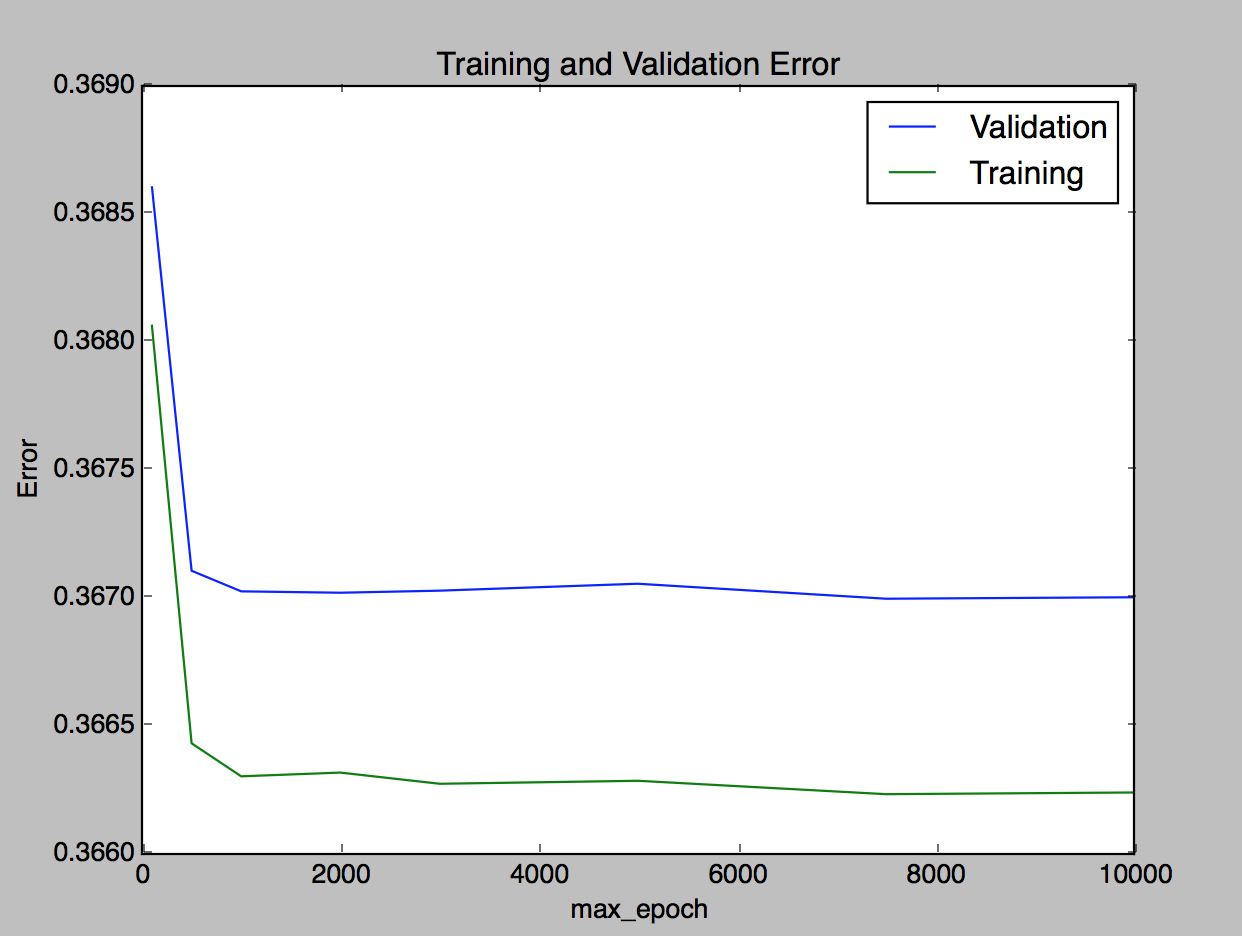 Training and Validation Error
Validation
Training
0.3690
0.3685
0.3680
0.3675
0.3670
0.3665
0.3660
Error
0 2000 4000 6000 8000 10000
max_epoch